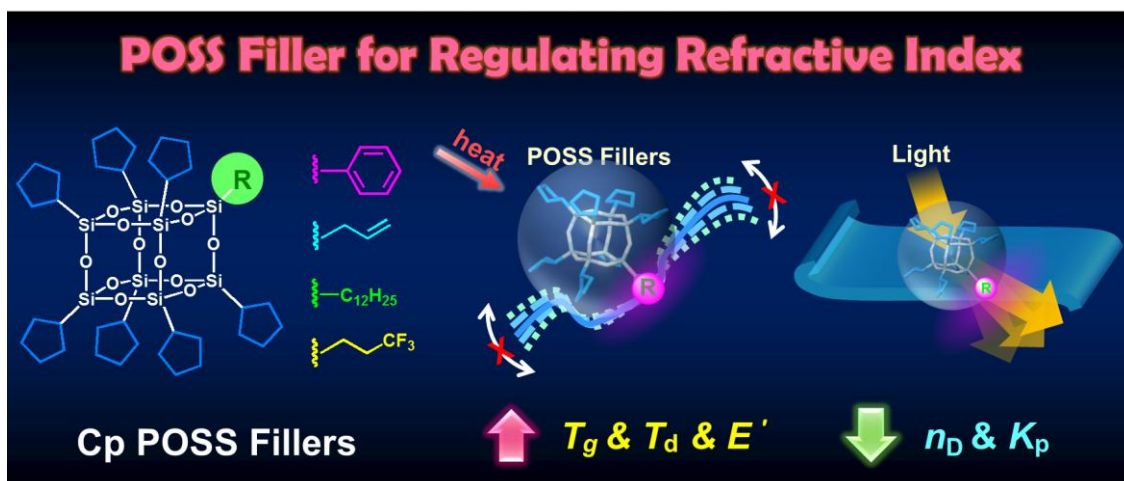 POSS Filler for Regulating Refractive Index
heat
POSS Fillers
Light
R
Si
Si
Si
Si
O
O
O
O
O
O
O
O
O
O
O
O
Si
Si
Si
Si
C12H25
CF3
R
R
Cp POSS Fillers
Tg & Td & E '
nD & Kp